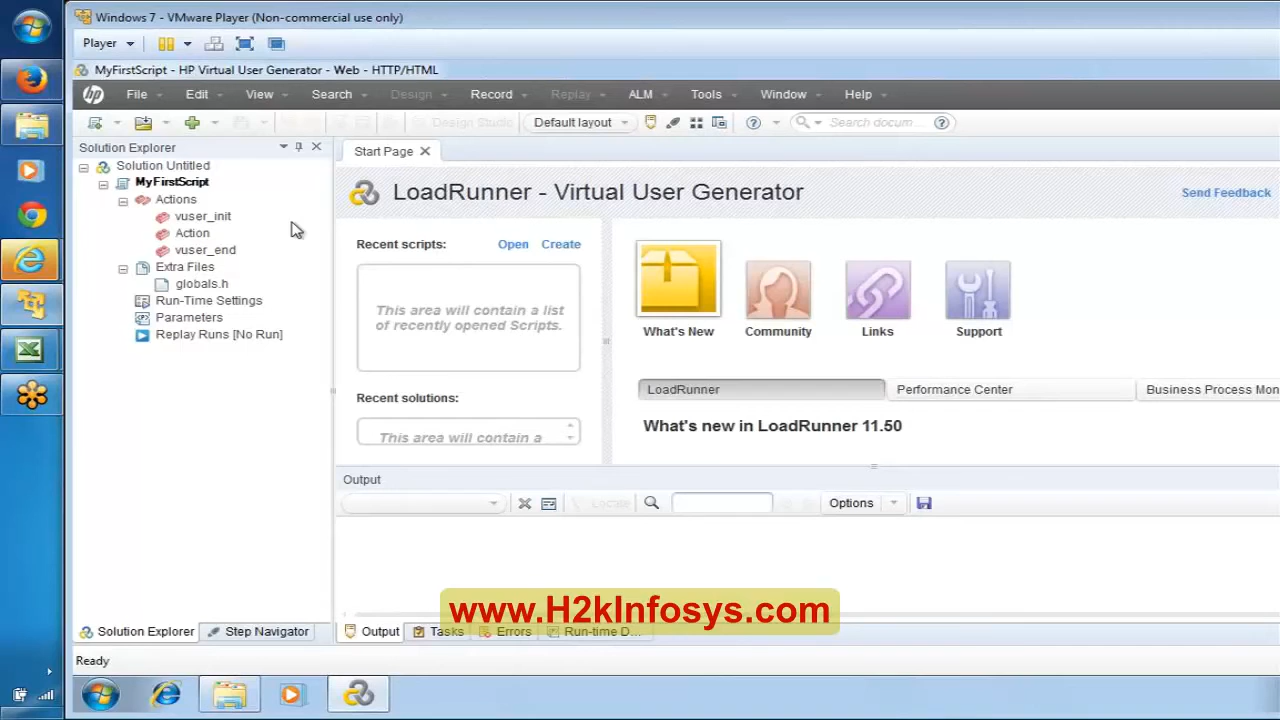 Windows 7 - VMware Player (Non-commercial use only)
Player
MyFirstScript - HP Virtual User Generator - Web - HTTP/HTML
hp File Edit View Search Design Record Replay ALM Tools Window Help
Design Studio Default layout Search docum...
Solution Explorer
Start Page
Solution Untitled
MyFirstScript
Actions
vuser_init
Action
vuser_end
Extra Files
globals.h
Run-Time Settings
Parameters
Replay Runs [No Run]
LoadRunner - Virtual User Generator
Send Feedback
Recent scripts: Open Create
This area will contain a list
of recently opened Scripts.
Recent solutions:
This area will contain a
What's New
Community
Links
Support
LoadRunner
Performance Center
Business Process Mon
What's new in LoadRunner 11.50
Output
Locate
Options
www.H2kInfosys.com
Solution Explorer
Step Navigator
Output
Tasks
Errors
Run-time D...
Ready